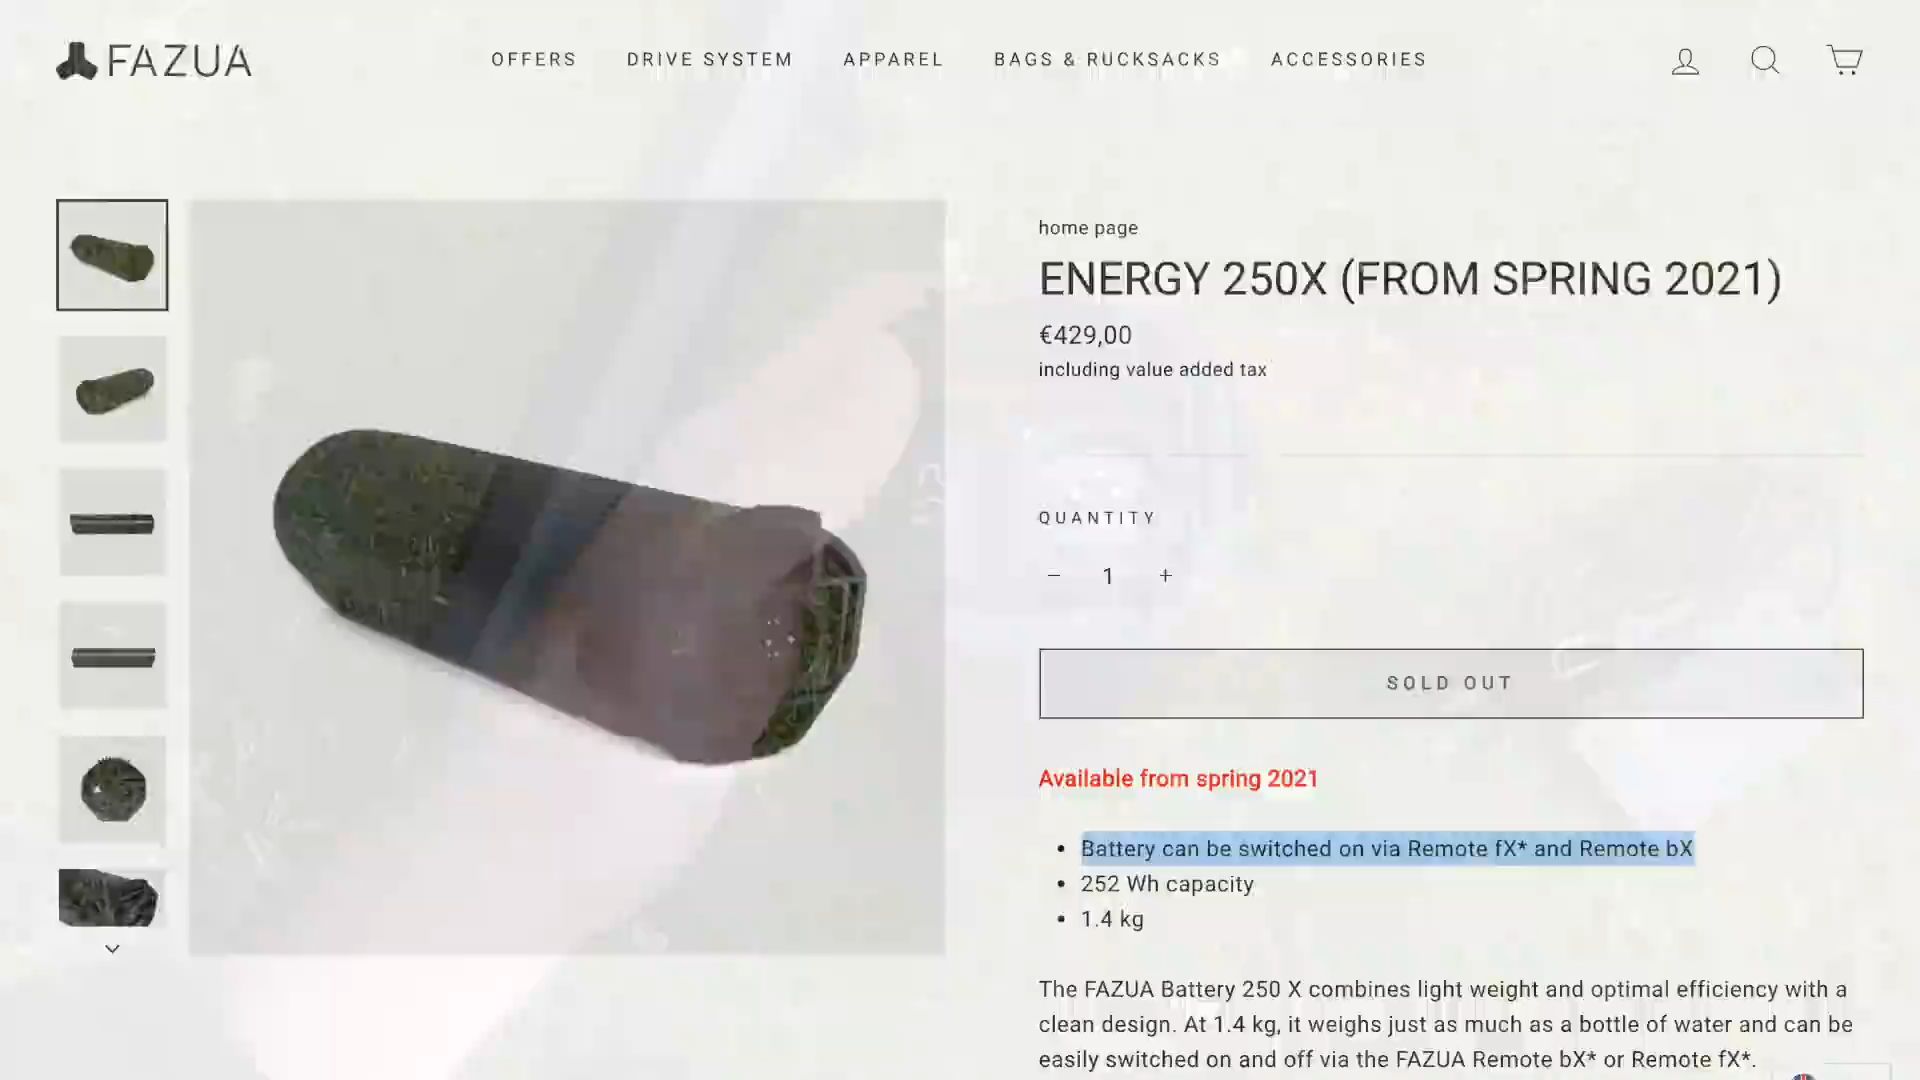 FAZUA
OFFERS
DRIVE SYSTEM
APPAREL
BAGS & RUCKSACKS
ACCESSORIES
home page
ENERGY 250X (FROM SPRING 2021)
€429,00
including value added tax
QUANTITY
− 1 +
SOLD OUT
Available from spring 2021
• Battery can be switched on via Remote fX* and Remote bX
• 252 Wh capacity
• 1.4 kg
The FAZUA Battery 250 X combines light weight and optimal efficiency with a
clean design. At 1.4 kg, it weighs just as much as a bottle of water and can be
easily switched on and off via the FAZUA Remote bX* or Remote fX*.